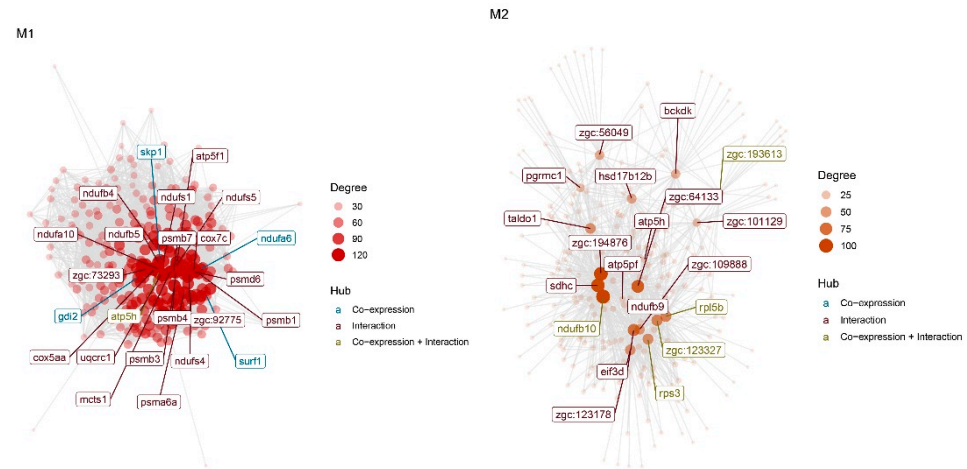 M1
skp1
atp5f1
ndufb4
ndufs1
ndufs5
ndufa10
ndufb5
psmb7
cox7c
ndufa6
zgc:73293
psmd6
gdi2
atp5h
psmb4
zgc:92775
psmb1
cox5aa
uqcrc1
psmb3
ndufs4
surf1
mcts1
psma6a
Degree
30
60
90
120
Hub
a Co-expression
a Interaction
a Co-expression + Interaction
M2
bckdk
zgc:56049
zgc:193613
pgrmc1
hsd17b12b
zgc:64133
taldo1
atp5h
zgc:101129
zgc:194876
atp5pf
zgc:109888
sdhc
ndufb9
rpl5b
ndufb10
zgc:123327
eif3d
rps3
zgc:123178
Degree
25
50
75
100
Hub
a Co-expression
a Interaction
a Co-expression + Interaction